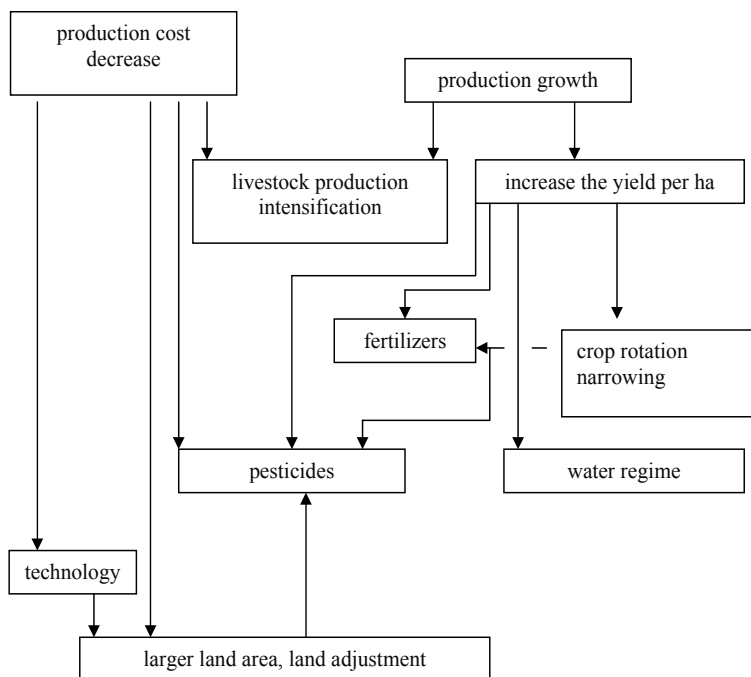 production cost
decrease
production growth
livestock production
intensification
increase the yield per ha
fertilizers
crop rotation
narrowing
pesticides
water regime
technology
larger land area, land adjustment